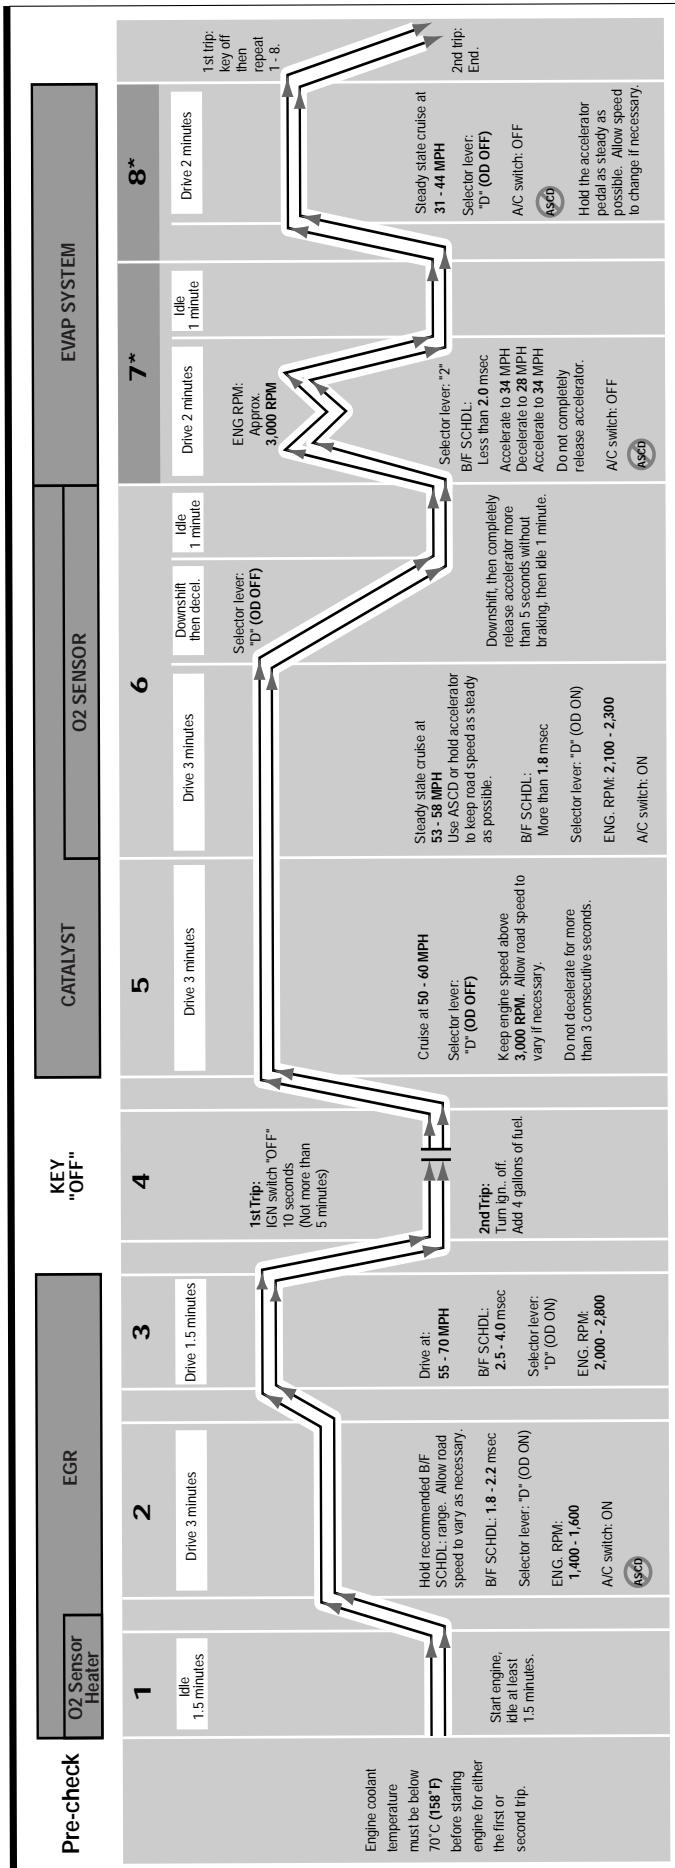 Pre-check
KEY
"OFF"
EGR
O2 Sensor
Heater
CATALYST
O2 SENSOR
EVAP SYSTEM
Engine coolant
temperature
must be below
70˚C (158˚F)
before starting
engine for either
the first or
second trip.
1
Idle
1.5 minutes
Start engine,
idle at least
1.5 minutes.
2
Drive 3 minutes
Hold recommended B/F
SCHDL: range. Allow road
speed to vary as necessary.
B/F SCHDL: 1.8 - 2.2 msec
Selector lever: "D" (OD ON)
ENG. RPM:
1,400 - 1,600
A/C switch: ON
ASCD
3
Drive 1.5 minutes
Drive at:
55 - 70 MPH
B/F SCHDL:
2.5 - 4.0 msec
Selector lever:
"D" (OD ON)
ENG. RPM:
2,000 - 2,800
4
1st Trip:
IGN switch "OFF"
10 seconds
(Not more than
5 minutes)
2nd Trip:
Turn ign.. off.
Add 4 gallons of fuel.
5
Drive 3 minutes
Cruise at 50 - 60 MPH
Selector lever:
"D" (OD OFF)
Keep engine speed above
3,000 RPM. Allow road speed to
vary if necessary.
Do not decelerate for more
than 3 consecutive seconds.
6
Drive 3 minutes
Steady state cruise at
53 - 58 MPH
Use ASCD or hold accelerator
to keep road speed as steady
as possible.
B/F SCHDL:
More than 1.8 msec
Selector lever: "D" (OD ON)
ENG. RPM: 2,100 - 2,300
A/C switch: ON
Downshift
then decel.
Selector lever:
"D" (OD OFF)
Idle
1 minute
Downshift, then completely
release accelerator more
than 5 seconds without
braking, then idle 1 minute.
7*
Drive 2 minutes
ENG RPM:
Approx.
3,000 RPM
Selector lever: "2"
B/F SCHDL:
Less than 2.0 msec
Accelerate to 34 MPH
Decelerate to 28 MPH
Accelerate to 34 MPH
Do not completely
release accelerator.
A/C switch: OFF
ASCD
Idle
1 minute
8*
Drive 2 minutes
Steady state cruise at
31 - 44 MPH
Selector lever:
"D" (OD OFF)
A/C switch: OFF
ASCD
Hold the accelerator
pedal as steady as
possible. Allow speed
to change if necessary.
1st trip:
key off
then
repeat
1 - 8.
2nd trip:
End.